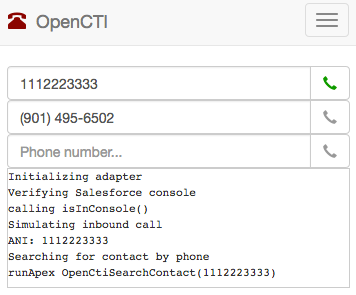 OpenCTI
1112223333
(901) 495-6502
Phone number...
Initializing adapter
Verifying Salesforce console
calling isInConsole()
Simulating inbound call
ANI: 1112223333
Searching for contact by phone
runApex OpenCtiSearchContact(1112223333)